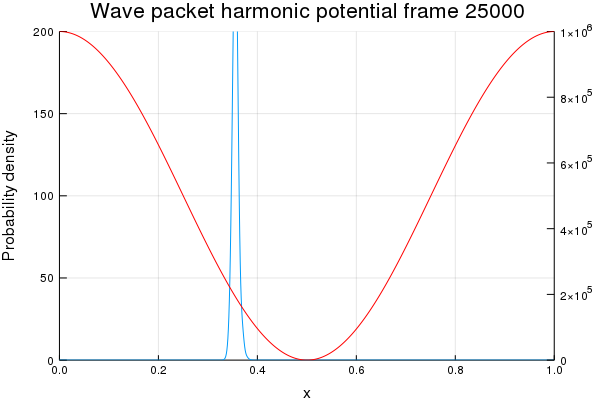 Wave packet harmonic potential frame 25000
200
150
100
50
0
Probability density
1×10⁶
8×10⁵
6×10⁵
4×10⁵
2×10⁵
0
0.0 0.2 0.4 0.6 0.8 1.0
x